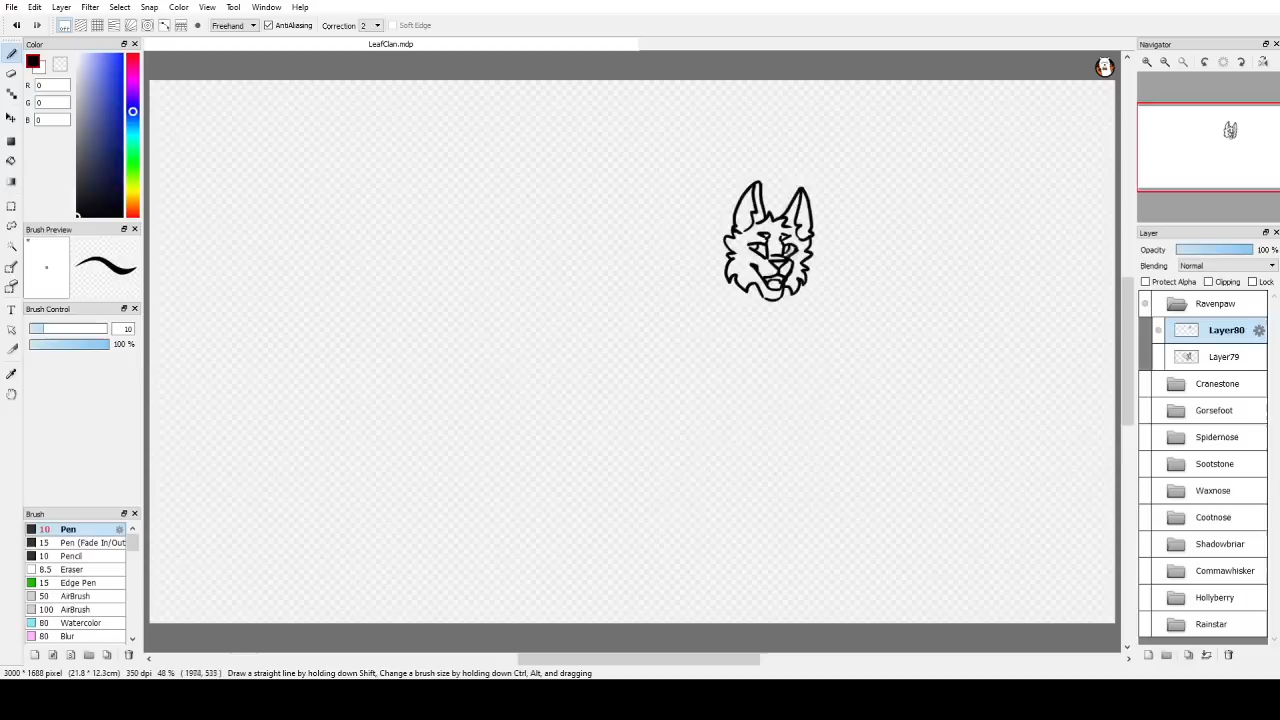 File Edit Layer Filter Select Snap Color View Tool Window Help
OFF Freehand AntiAliasing Correction 2 Soft Edge
Color
LeafClan.mdp
Navigator
R 0
G 0
B 0
Brush Preview
Layer
Opacity 100 %
Blending Normal
Protect Alpha Clipping Lock
Ravenpaw
Brush Control
10
Layer80
100 %
Layer79
Cranestone
Gorsefoot
Spidernose
Sootstone
Waxnose
Brush
Cootnose
10 Pen
15 Pen (Fade In/Out
Shadowbriar
10 Pencil
8.5 Eraser
Commawhisker
15 Edge Pen
50 AirBrush
Hollyberry
100 AirBrush
80 Watercolor
Rainstar
80 Blur
3000 * 1688 pixel (21.8 * 12.3cm) 350 dpi 48 % Draw a straight line by holding down Shift, Change a brush size by holding down Ctrl, Alt, and dragging